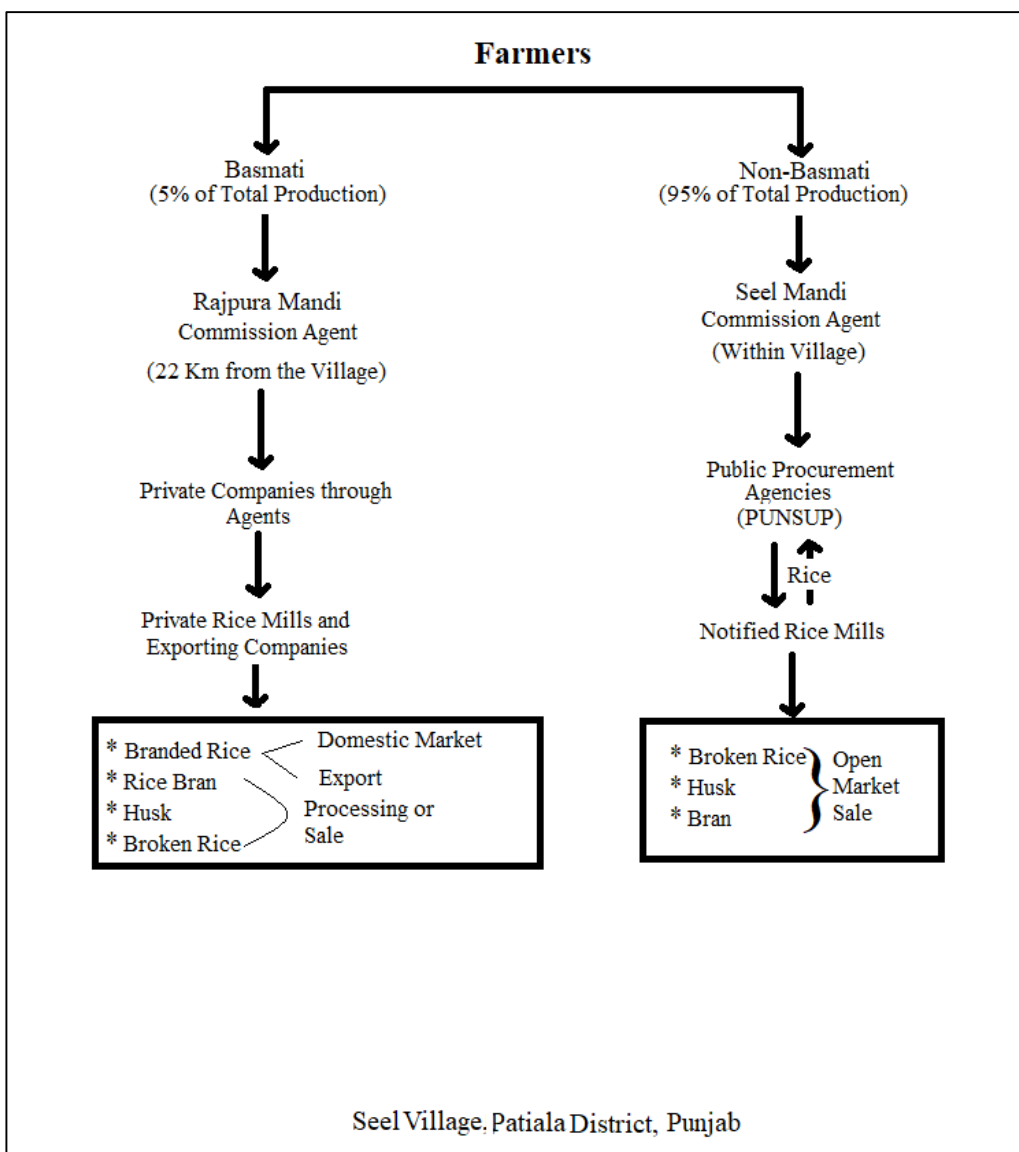 Farmers
Basmati
(5% of Total Production)
Rajpura Mandi
Commission Agent
(22 Km from the Village)
Private Companies through
Agents
Private Rice Mills and
Exporting Companies
* Branded Rice
Domestic Market
Export
* Rice Bran
* Husk
* Broken Rice
Processing or
Sale
Non-Basmati
(95% of Total Production)
Seel Mandi
Commission Agent
(Within Village)
Public Procurement
Agencies
(PUNSUP)
Rice
Notified Rice Mills
* Broken Rice
* Husk
* Bran
Open
Market
Sale
Seel Village, Patiala District, Punjab